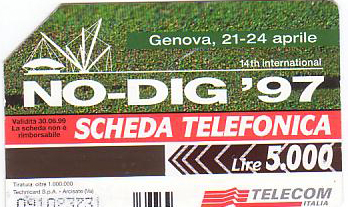 Genova, 21-24 aprile
14th international
NO-DIG '97
Validità 30.06.99
La scheda non è
rimborsabile
SCHEDA TELEFONICA
Lire 5.000
Tiratura: oltre 1.000.000
Technicard S.p.A. - Arcisate (Va)
TELECOM
ITALIA